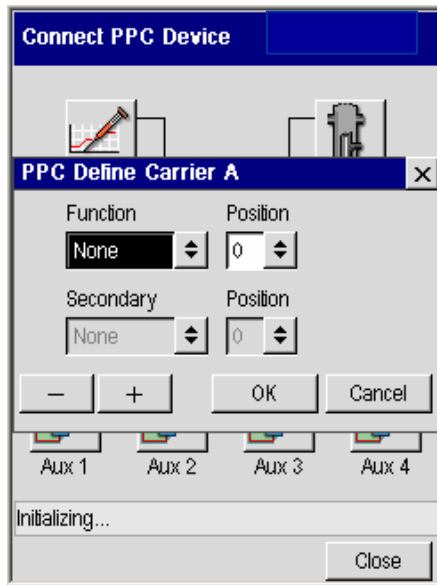 Connect PPC Device
PPC Define Carrier A
Function Position
None 0
Secondary Position
None 0
− + OK Cancel
Aux 1 Aux 2 Aux 3 Aux 4
Initializing...
Close